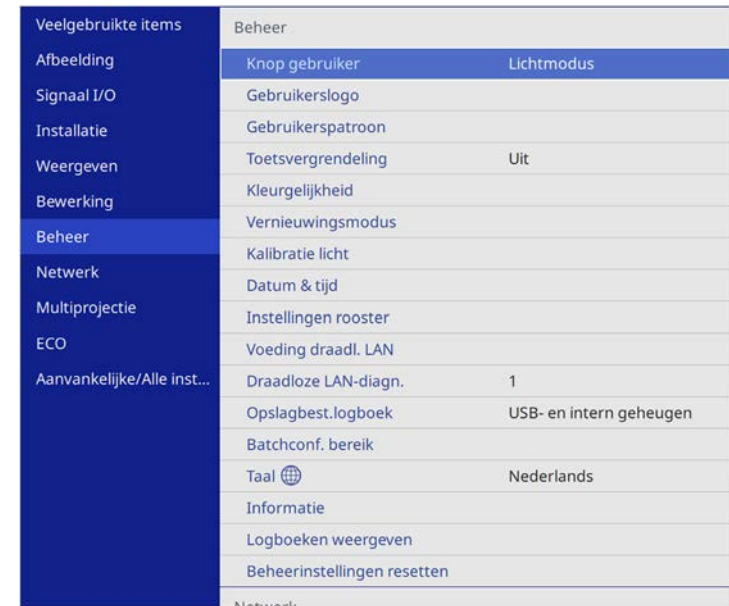 Veelgebruikte items
Afbeelding
Signaal I/O
Installatie
Weergeven
Bewerking
Beheer
Netwerk
Multiprojectie
ECO
Aanvankelijke/Alle inst...
Beheer
Knop gebruiker Lichtmodus
Gebruikerslogo
Gebruikerspatroon
Toetsvergrendeling Uit
Kleurgelijkheid
Vernieuwingsmodus
Kalibratie licht
Datum & tijd
Instellingen rooster
Voeding draadl. LAN
Draadloze LAN-diagn. 1
Opslagbest.logboek USB- en intern geheugen
Batchconf. bereik
Taal Nederlands
Informatie
Logboeken weergeven
Beheerinstellingen resetten
Netwerk